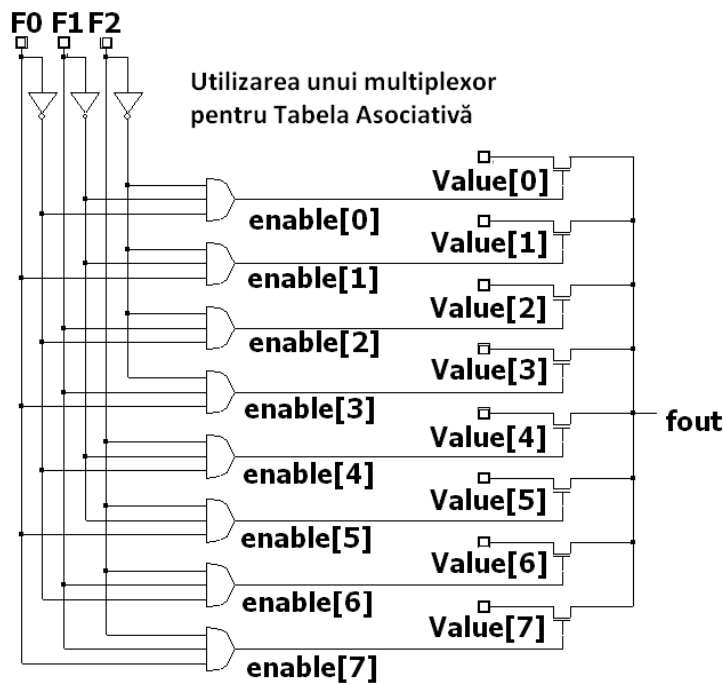 F0 F1 F2
Utilizarea unui multiplexor
pentru Tabela Asociativă
Value[0]
enable[0]
Value[1]
enable[1]
Value[2]
enable[2]
Value[3]
enable[3]
Value[4]
fout
enable[4]
Value[5]
enable[5]
Value[6]
enable[6]
Value[7]
enable[7]